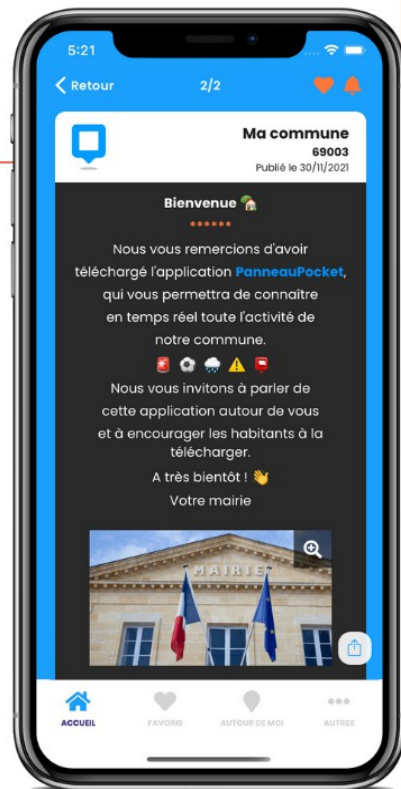 5:21
Retour
2/2
Ma commune
69003
Publié le 30/11/2021
Bienvenue
******
Nous vous remercions d'avoir
téléchargé l'application PanneauPocket,
qui vous permettra de connaître
en temps réel toute l'activité de
notre commune.
Nous vous invitons à parler de
cette application autour de vous
et à encourager les habitants à la
télécharger.
A très bientôt !
Votre mairie
MAIRIE
ACCUEIL
FAVORIS
AUTOUR DE MOI
AUTRES